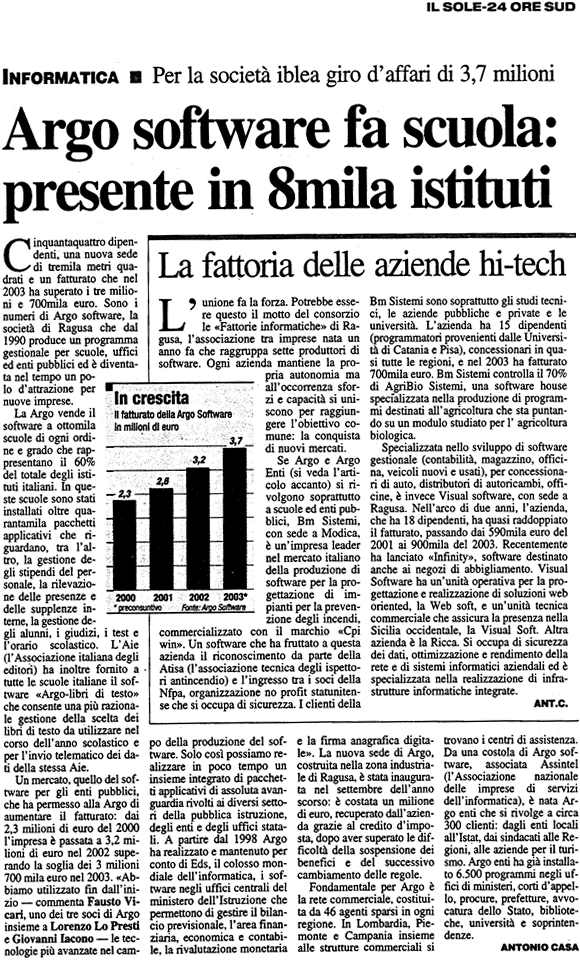 IL SOLE-24 ORE SUD
INFORMATICA ■ Per la società iblea giro d'affari di 3,7 milioni
Argo software fa scuola:
presente in 8mila istituti
Cinquantaquattro dipen-
denti, una nuova sede
di tremila metri qua-
drati e un fatturato che nel
2003 ha superato i tre milio-
ni e 700mila euro. Sono i
numeri di Argo software, la
società di Ragusa che dal
1990 produce un programma
gestionale per scuole, uffici
ed enti pubblici ed è diventa-
ta nel tempo un po-
lo d'attrazione per
nuove imprese.
La Argo vende il
software a ottomila
scuole di ogni ordi-
ne e grado che rap-
presentano il 60%
del totale degli isti-
tuti italiani. In que-
ste scuole sono stati
installati oltre qua-
rantamila pacchetti
applicativi che ri-
guardano, tra l'al-
tro, la gestione de-
gli stipendi del per-
sonale, la rilevazio-
ne delle presenze e
delle supplenze in-
terne, la gestione de-
gli alunni, i giudizi, i test e
l'orario scolastico. L'Aie
(l'Associazione italiana degli
editori) ha inoltre fornito a
tutte le scuole italiane il soft-
ware «Argo-libri di testo»
che consente una più raziona-
le gestione della scelta dei
libri di testo da utilizzare nel
corso dell'anno scolastico e
per l'invio telematico dei da-
ti della stessa Aie.
Un mercato, quello del sof-
tware per gli enti pubblici,
che ha permesso alla Argo di
aumentare il fatturato: dai
2,3 milioni di euro del 2000
l'impresa è passata a 3,2 mi-
lioni di euro nel 2002 supe-
rando la soglia dei 3 milioni
700 mila euro nel 2003. «Ab-
biamo utilizzato fin dall'ini-
zio — commenta Fausto Vi-
cari, uno dei tre soci di Argo
insieme a Lorenzo Lo Presti
e Giovanni Iacono — le tec-
nologie più avanzate nel cam-
po della produzione del sof-
tware. Solo così possiamo re-
alizzare in poco tempo un
insieme integrato di pacchet-
ti applicativi di assoluta avan-
guardia rivolti ai diversi setto-
ri della pubblica istruzione,
degli enti e degli uffici stata-
li. A partire dal 1998 Argo
ha realizzato e mantenuto per
conto di Eds, il colosso mon-
diale dell'informatica, i so-
ftware negli uffici centrali del
ministero dell'Istruzione che
permettono di gestire il bilan-
cio previsionale, l'area finan-
ziaria, economica e contabi-
le, la rivalutazione monetaria
e la firma anagrafica digita-
le». La nuova sede di Argo,
costruita nella zona industria-
le di Ragusa, è stata inaugura-
ta nel settembre dell'anno
scorso: è costata un milione
di euro, recuperato dall'azien-
da grazie al credito d'impo-
sta, dopo aver superato le dif-
ficoltà della sospensione dei
benefici e del successivo
cambiamento delle regole.
Fondamentale per Argo è
la rete commerciale, costitui-
ta da 46 agenti sparsi in ogni
regione. In Lombardia, Pie-
monte e Campania insieme
alle strutture commerciali si
trovano i centri di assistenza.
Da una costola di Argo sof-
tware, associata Assintel
(l'Associazione nazionale
delle imprese di servizi
dell'informatica), è nata Ar-
go enti che si rivolge a circa
300 clienti: dagli enti locali
all'Istat, dai sindacati alle Re-
gioni, alle aziende per il turi-
smo. Argo enti ha già installa-
to 6.500 programmi negli uf-
fici di ministeri, corti d'appel-
lo, procure, prefetture, avvo-
catura dello Stato, bibliote-
che, università e soprinten-
denze.
ANTONIO CASA
La fattoria delle aziende hi-tech
L'unione fa la forza. Potrebbe esse-
re questo il motto del consorzio
le «Fattorie informatiche» di Ra-
gusa, l'associazione tra imprese nata un
anno fa che raggruppa sette produttori di
software. Ogni azienda mantiene la pro-
pria autonomia ma
all'occorrenza sfor-
zi e capacità si uni-
scono per raggiun-
gere l'obiettivo co-
mune: la conquista
di nuovi mercati.
Se Argo e Argo
Enti (si veda l'arti-
colo accanto) si ri-
volgono soprattutto
a scuole ed enti pub-
blici, Bm Sistemi,
con sede a Modica,
è un'impresa leader
nel mercato italiano
della produzione di
software per la pro-
gettazione di im-
pianti per la preven-
zione degli incendi,
commercializzato con il marchio «Cpi
win». Un software che ha fruttato a questa
azienda il riconoscimento da parte della
Atisa (l'associazione tecnica degli ispetto-
ri antincendio) e l'ingresso tra i soci della
Nfpa, organizzazione no profit statuniten-
se che si occupa di sicurezza. I clienti della
Bm Sistemi sono soprattutto gli studi tecni-
ci, le aziende pubbliche e private e le
università. L'azienda ha 15 dipendenti
(programmatori provenienti dalle Universi-
tà di Catania e Pisa), concessionari in qua-
si tutte le regioni, e nel 2003 ha fatturato
700mila euro. Bm Sistemi controlla il 70%
di AgriBio Sistemi, una software house
specializzata nella produzione di program-
mi destinati all'agricoltura che sta puntan-
do su un modulo studiato per l' agricoltura
biologica.
Specializzata nello sviluppo di software
gestionale (contabilità, magazzino, offici-
na, veicoli nuovi e usati), per concessiona-
ri di auto, distributori di autoricambi, offi-
cine, è invece Visual software, con sede a
Ragusa. Nell'arco di due anni, l'azienda,
che ha 18 dipendenti, ha quasi raddoppiato
il fatturato, passando dai 590mila euro del
2001 ai 900mila del 2003. Recentemente
ha lanciato «Infinity», software destinato
anche ai negozi di abbigliamento. Visual
Software ha un'unità operativa per la pro-
gettazione e realizzazione di soluzioni web
oriented, la Web soft, e un'unità tecnica
commerciale che assicura la presenza nella
Sicilia occidentale, la Visual Soft. Altra
azienda è la Ricca. Si occupa di sicurezza
dei dati, ottimizzazione e rendimento della
rete e di sistemi informatici aziendali ed è
specializzata nella realizzazione di infra-
strutture informatiche integrate.
ANT.C.
In crescita
Il fatturato della Argo Software
in milioni di euro
2,3
2,6
3,2
3,7
2000 2001 2002 2003*
* preconsuntivo Fonte: Argo Software